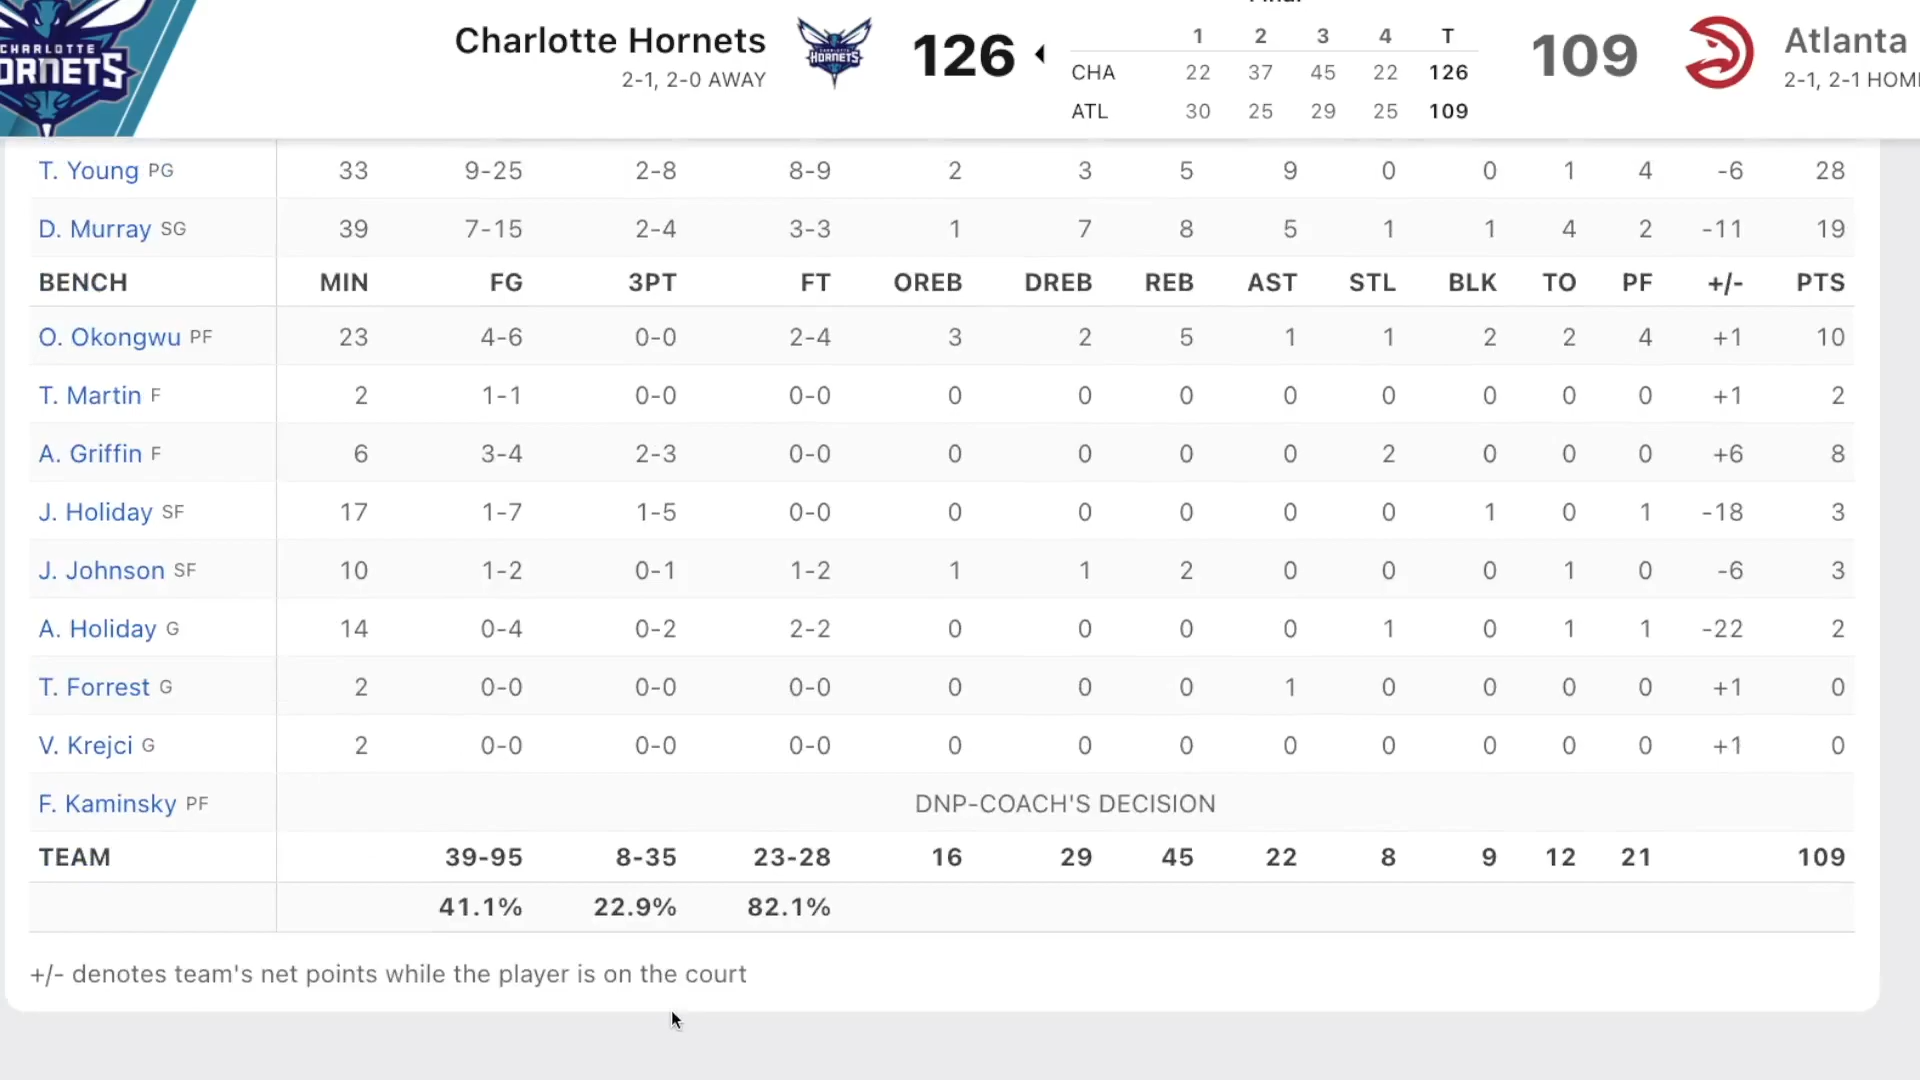 CHARLOTTE
HORNETS
Charlotte Hornets
2-1, 2-0 AWAY
CHARLOTTE
HORNETS
126
1 2 3 4 T
CHA 22 37 45 22 126
ATL 30 25 29 25 109
109
Atlanta
2-1, 2-1 HOM
T. Young PG 33 9-25 2-8 8-9 2 3 5 9 0 0 1 4 -6 28
D. Murray SG 39 7-15 2-4 3-3 1 7 8 5 1 1 4 2 -11 19
BENCH MIN FG 3PT FT OREB DREB REB AST STL BLK TO PF +/- PTS
O. Okongwu PF 23 4-6 0-0 2-4 3 2 5 1 1 2 2 4 +1 10
T. Martin F 2 1-1 0-0 0-0 0 0 0 0 0 0 0 0 +1 2
A. Griffin F 6 3-4 2-3 0-0 0 0 0 0 2 0 0 0 +6 8
J. Holiday SF 17 1-7 1-5 0-0 0 0 0 0 0 1 0 1 -18 3
J. Johnson SF 10 1-2 0-1 1-2 1 1 2 0 0 0 1 0 -6 3
A. Holiday G 14 0-4 0-2 2-2 0 0 0 0 1 0 1 1 -22 2
T. Forrest G 2 0-0 0-0 0-0 0 0 0 1 0 0 0 0 +1 0
V. Krejci G 2 0-0 0-0 0-0 0 0 0 0 0 0 0 0 +1 0
F. Kaminsky PF DNP-COACH'S DECISION
TEAM 39-95 8-35 23-28 16 29 45 22 8 9 12 21 109
41.1% 22.9% 82.1%
+/- denotes team's net points while the player is on the court